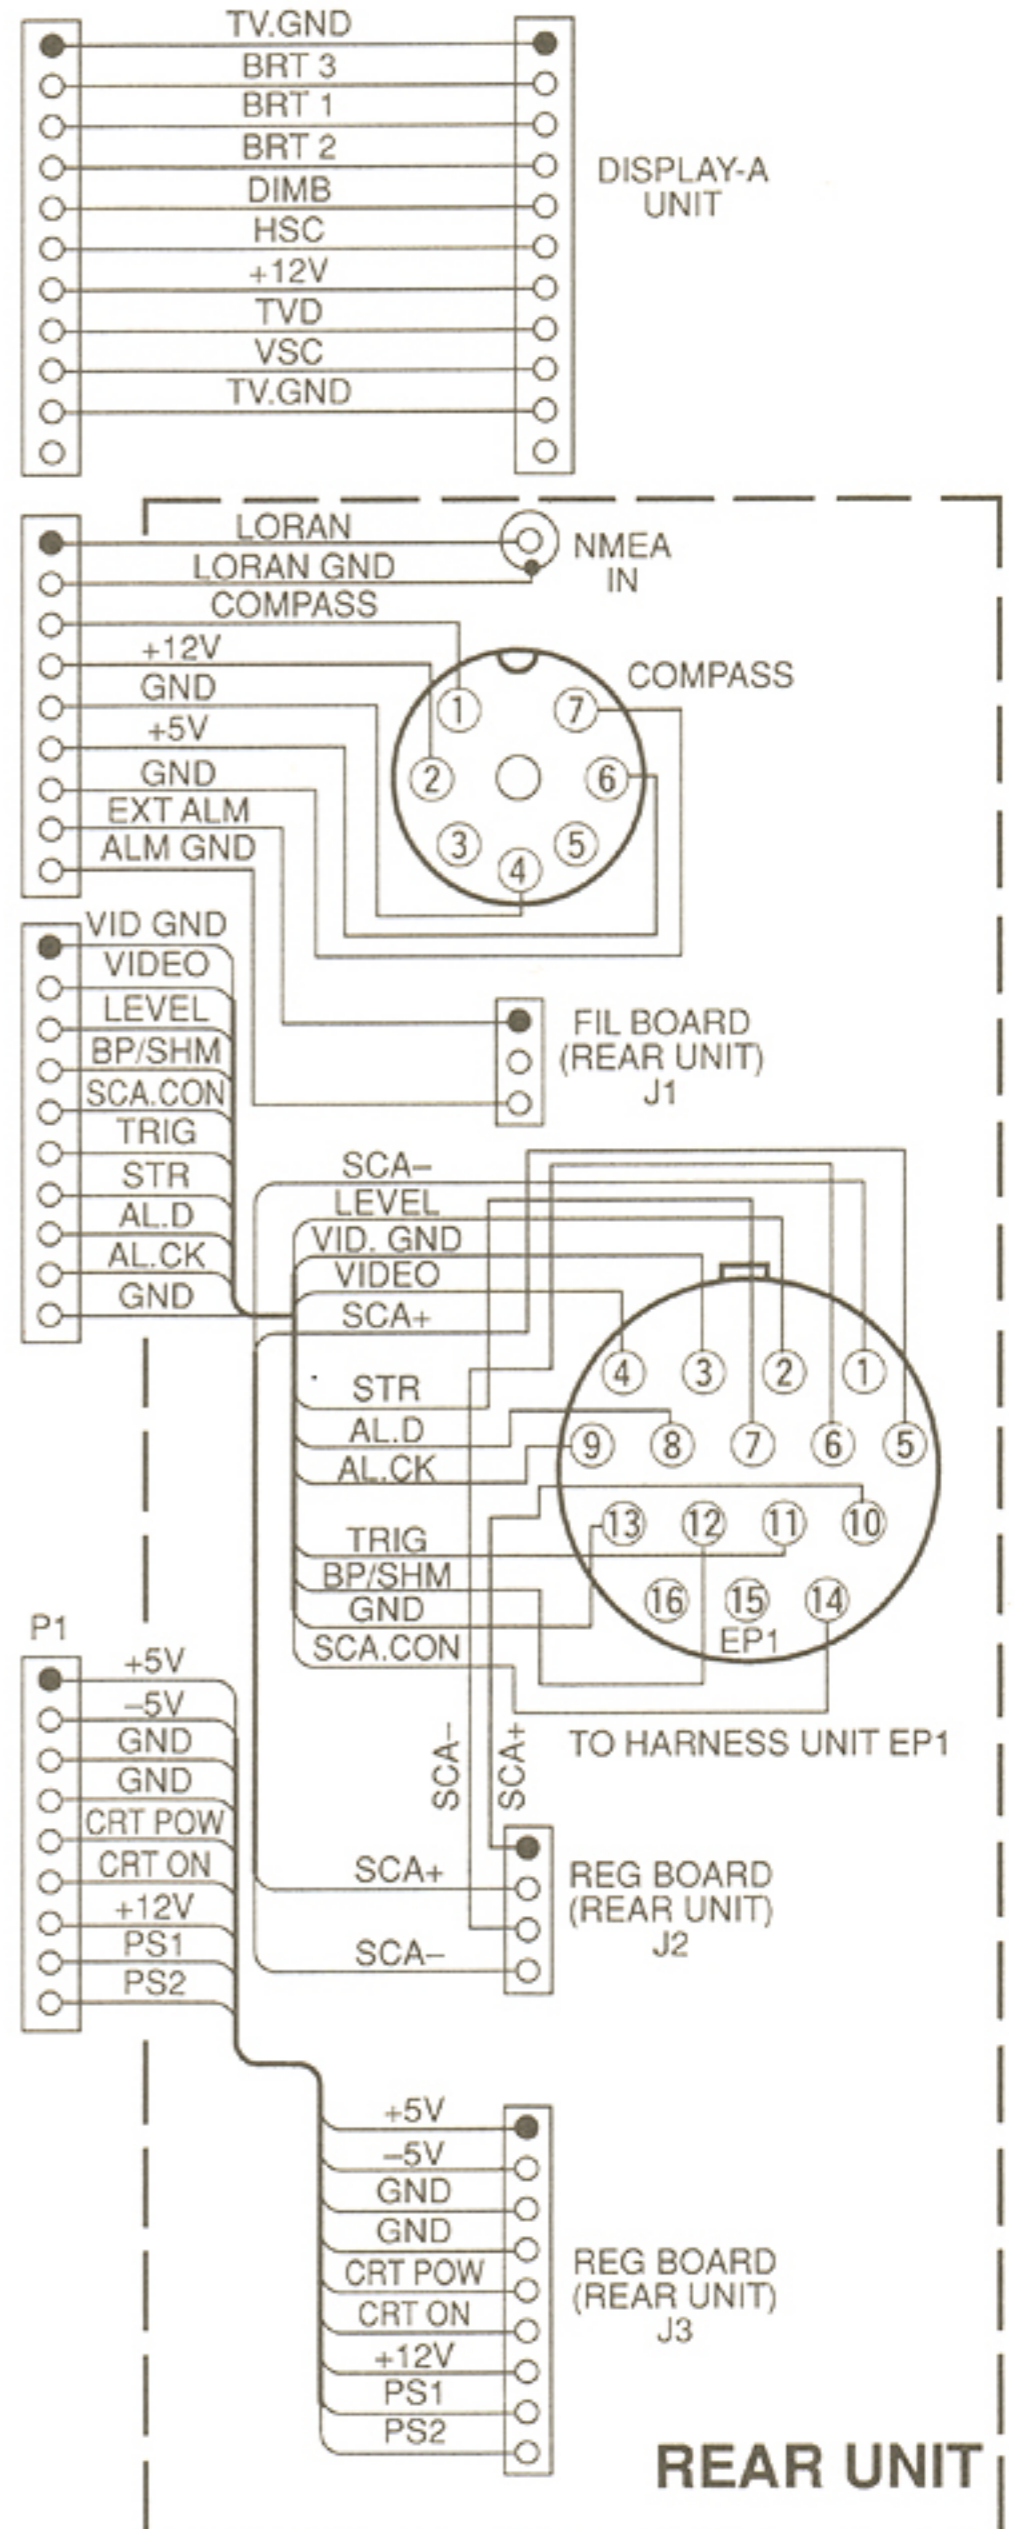 TV.GND
BRT 3
BRT 1
BRT 2
DIMB
HSC
+12V
TVD
VSC
TV.GND
DISPLAY-A
UNIT
LORAN
LORAN GND
COMPASS
+12V
GND
+5V
GND
EXT ALM
ALM GND
NMEA
IN
COMPASS
1
7
2
6
3
5
4
VID GND
VIDEO
LEVEL
BP/SHM
SCA.CON
TRIG
STR
AL.D
AL.CK
GND
FIL BOARD
(REAR UNIT)
J1
SCA–
LEVEL
VID. GND
VIDEO
SCA+
STR
AL.D
AL.CK
TRIG
BP/SHM
GND
SCA.CON
4 3 2 1
9 8 7 6 5
13 12 11 10
16 15 14
EP1
TO HARNESS UNIT EP1
SCA–
SCA+
P1
+5V
–5V
GND
GND
CRT POW
CRT ON
+12V
PS1
PS2
SCA+
SCA–
REG BOARD
(REAR UNIT)
J2
+5V
–5V
GND
GND
CRT POW
CRT ON
+12V
PS1
PS2
REG BOARD
(REAR UNIT)
J3
REAR UNIT